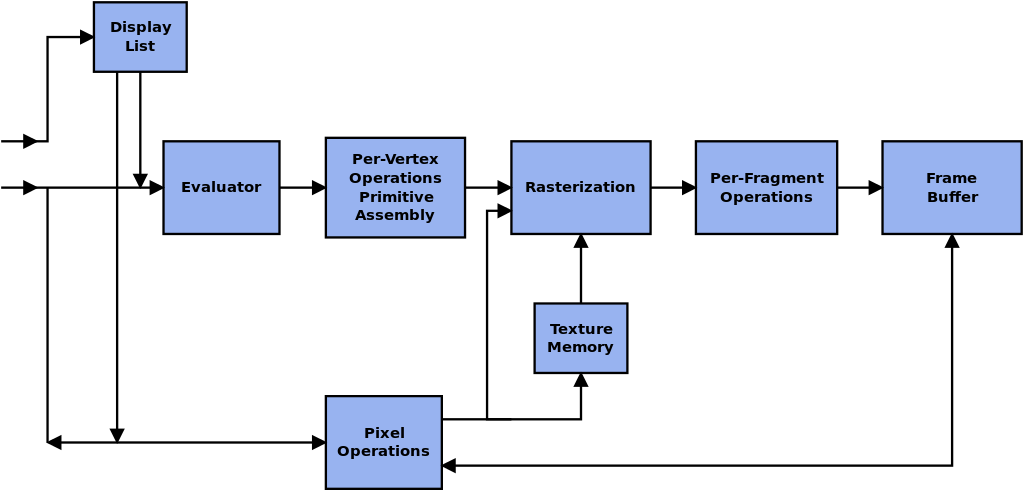 Display
List
Evaluator
Per-Vertex
Operations
Primitive
Assembly
Rasterization
Per-Fragment
Operations
Frame
Buffer
Texture
Memory
Pixel
Operations